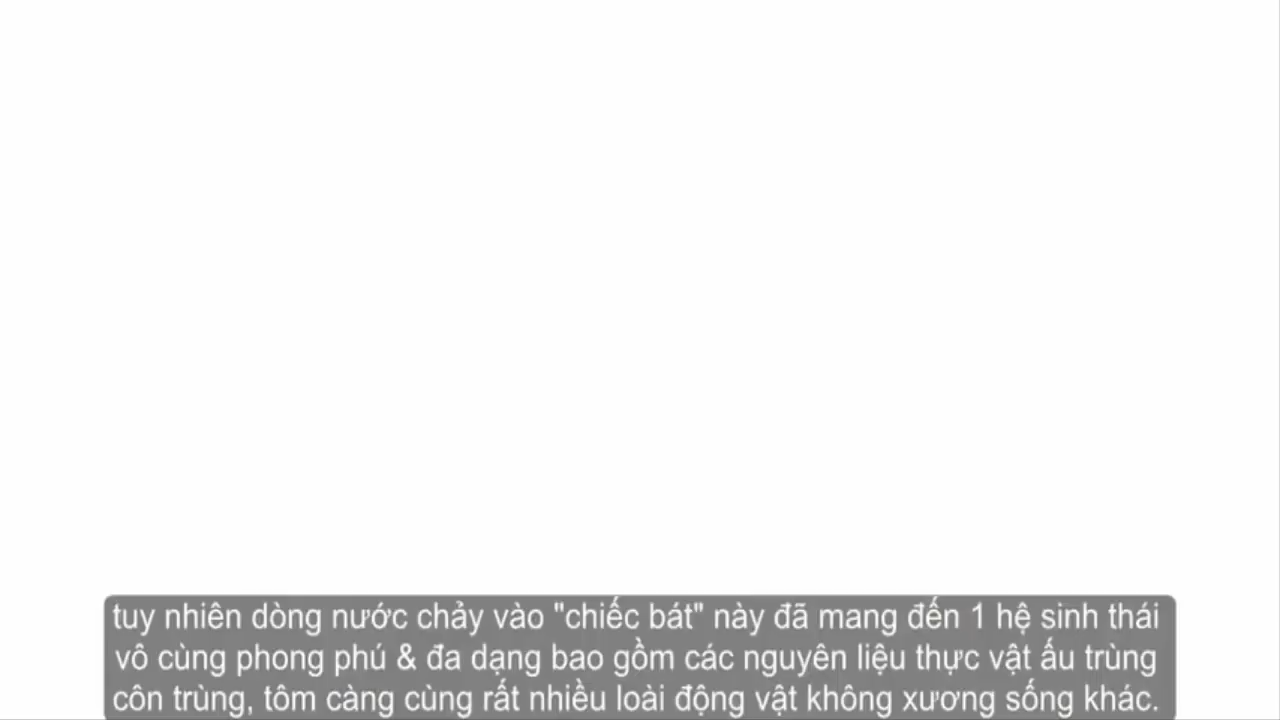 tuy nhiên dòng nước chảy vào "chiếc bát" này đã mang đến 1 hệ sinh thái
vô cùng phong phú & đa dạng bao gồm các nguyên liệu thực vật ấu trùng
côn trùng, tôm càng cùng rất nhiều loài động vật không xương sống khác.